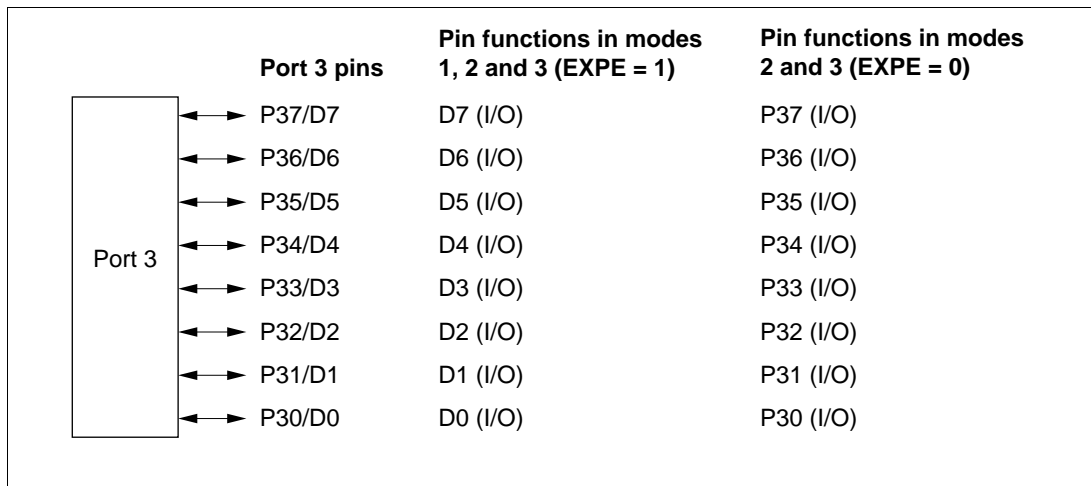 Port 3 pins Pin functions in modes 1, 2 and 3 (EXPE = 1) Pin functions in modes 2 and 3 (EXPE = 0)
P37/D7 D7 (I/O) P37 (I/O)
P36/D6 D6 (I/O) P36 (I/O)
P35/D5 D5 (I/O) P35 (I/O)
P34/D4 D4 (I/O) P34 (I/O)
Port 3
P33/D3 D3 (I/O) P33 (I/O)
P32/D2 D2 (I/O) P32 (I/O)
P31/D1 D1 (I/O) P31 (I/O)
P30/D0 D0 (I/O) P30 (I/O)